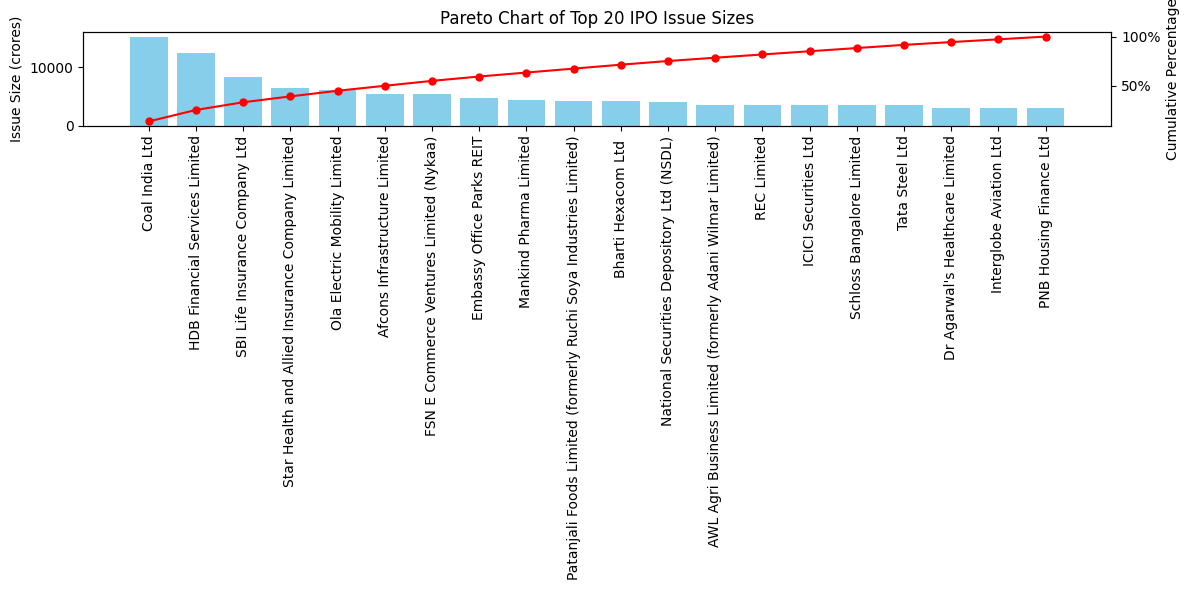 Pareto Chart of Top 20 IPO Issue Sizes
Issue Size (crores)
10000
0
100%
50%
Cumulative Percentage
Coal India Ltd
HDB Financial Services Limited
SBI Life Insurance Company Ltd
Star Health and Allied Insurance Company Limited
Ola Electric Mobility Limited
Afcons Infrastructure Limited
FSN E Commerce Ventures Limited (Nykaa)
Embassy Office Parks REIT
Mankind Pharma Limited
Patanjali Foods Limited (formerly Ruchi Soya Industries Limited)
Bharti Hexacom Ltd
National Securities Depository Ltd (NSDL)
AWL Agri Business Limited (formerly Adani Wilmar Limited)
REC Limited
ICICI Securities Ltd
Schloss Bangalore Limited
Tata Steel Ltd
Dr Agarwal's Healthcare Limited
Interglobe Aviation Ltd
PNB Housing Finance Ltd